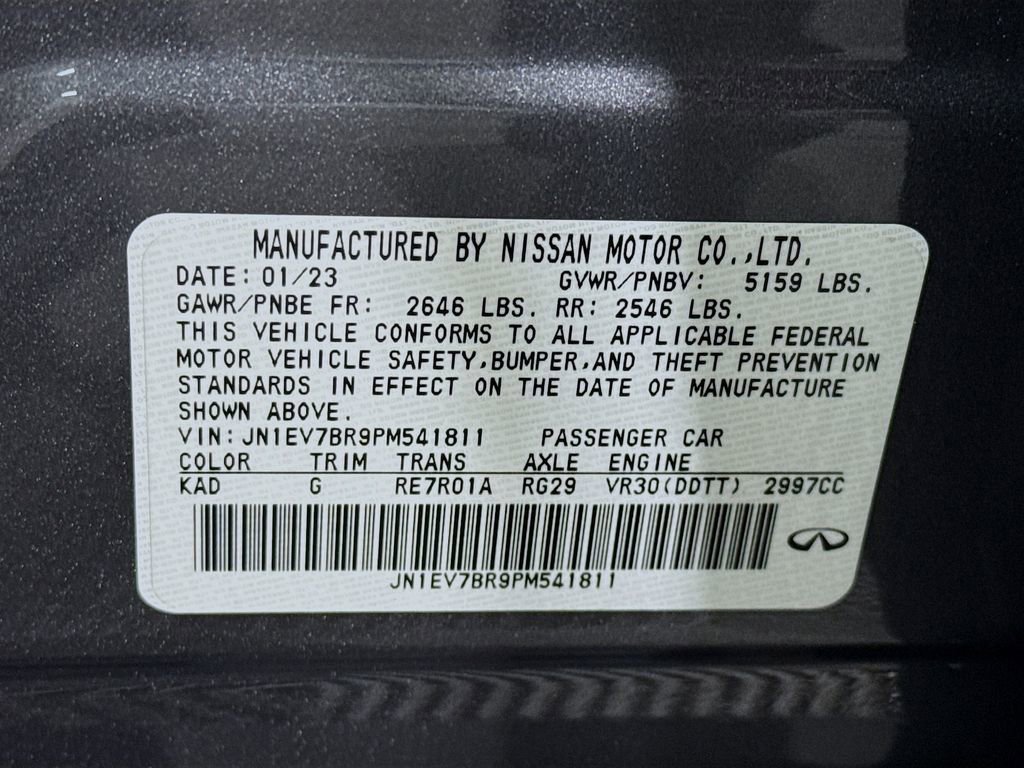 MANUFACTURED BY NISSAN MOTOR CO.,LTD.
DATE: 01/23 GVWR/PNBV: 5159 LBS.
GAWR/PNBE FR: 2646 LBS. RR: 2546 LBS.
THIS VEHICLE CONFORMS TO ALL APPLICABLE FEDERAL
MOTOR VEHICLE SAFETY,BUMPER,AND THEFT PREVENTION
STANDARDS IN EFFECT ON THE DATE OF MANUFACTURE
SHOWN ABOVE.
VIN:JN1EV7BR9PM541811 PASSENGER CAR
COLOR TRIM TRANS AXLE ENGINE
KAD G RE7R01A RG29 VR30(DDTT) 2997CC
JN1EV7BR9PM541811